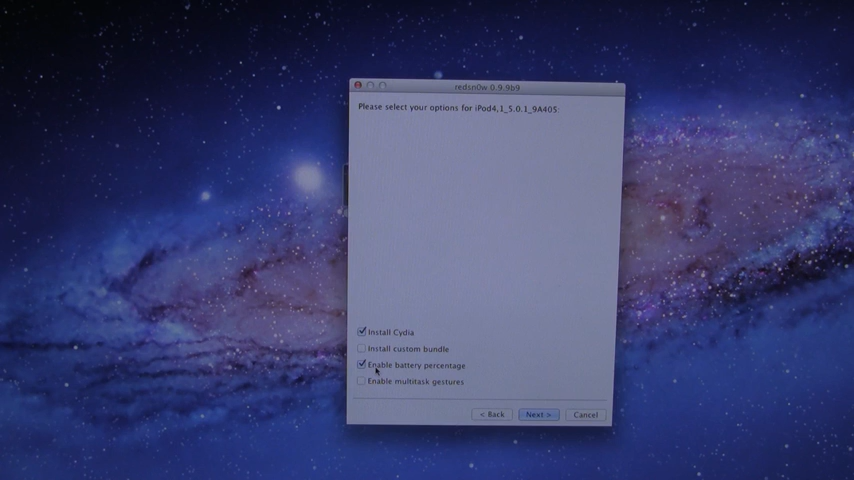 redsn0w 0.9.9b9
Please select your options for iPod4,1_5.0.1_9A405:
Install Cydia
Install custom bundle
Enable battery percentage
Enable multitask gestures
< Back
Next >
Cancel